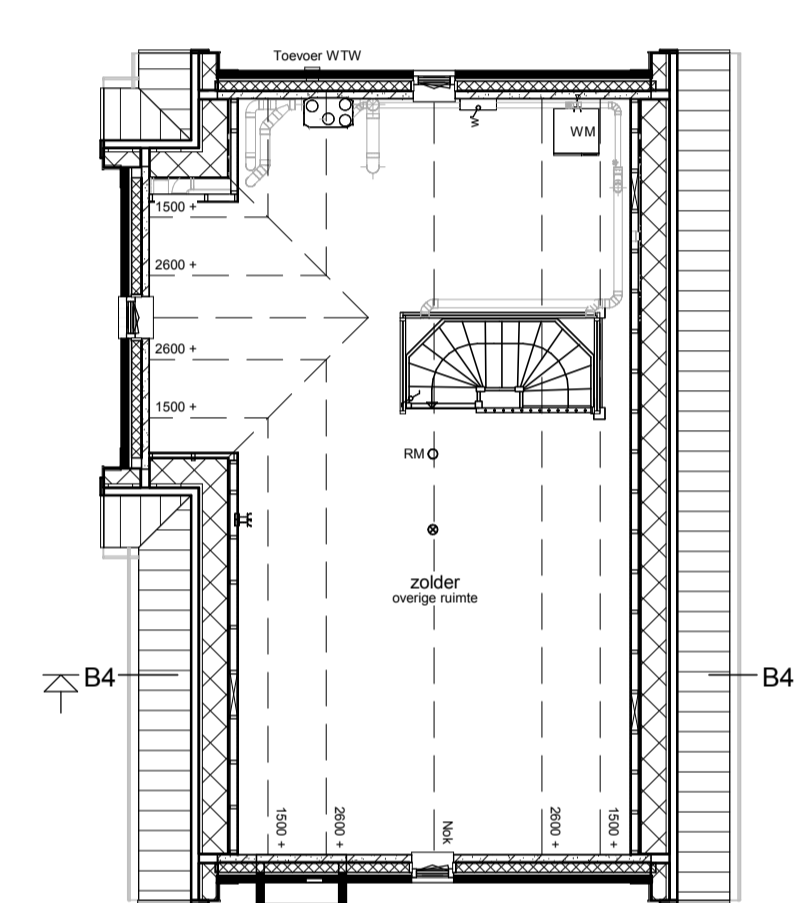 Toevoer WTW
W
WM
1500 +
2600 +
2600 +
1500 +
RM
zolder
overige ruimte
B4
B4
1500 +
2600 +
Nok
2600 +
1500 +